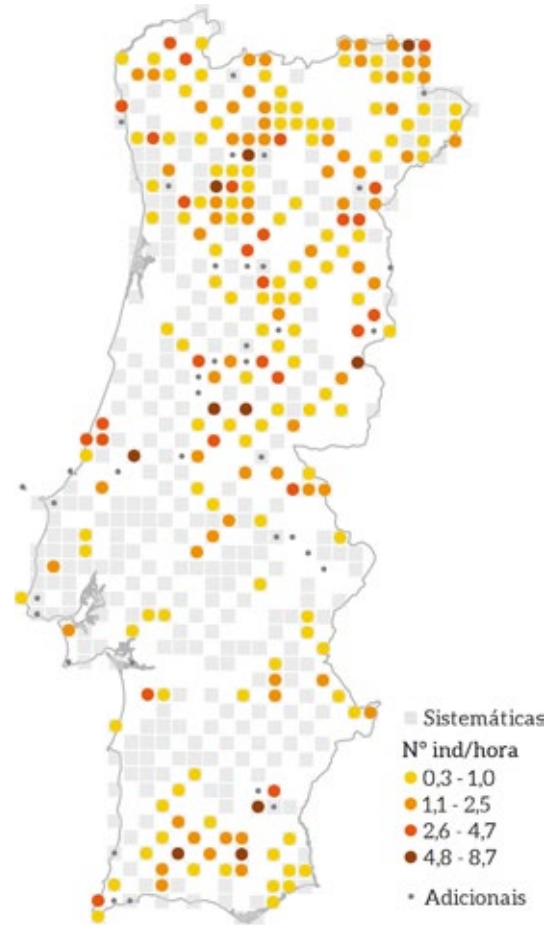 Sistemáticas
N° ind/hora
0,3 - 1,0
1,1 - 2,5
2,6 - 4,7
4,8 - 8,7
Adicionais